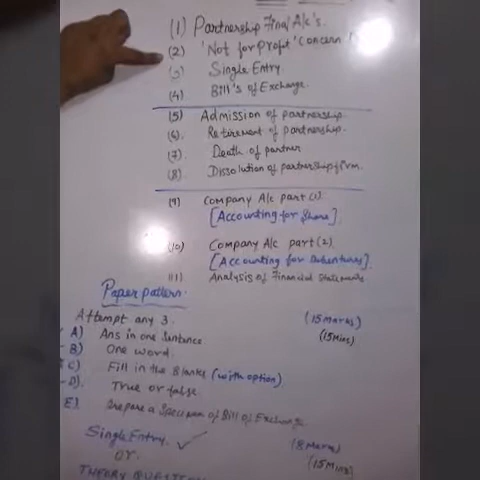 (1) Partnership Final A/c's.
(2) 'Not for Profit' Concern
(3) Single Entry.
(4) Bill's of Exchange.
(5) Admission of partnership.
(6) Retirement of partnership.
(7) Death of partner
(8) Dissolution of partnership firm.
(9) Company A/c part (1)
[Accounting for Share]
(10) Company A/c part (2)
[Accounting for Debentures].
(11) Analysis of Financial Statements
Paper pattern.
Attempt any 3. (15 Marks)
A) Ans in one Sentence. (15 Mins)
B) One word.
C) Fill in the Blanks (with option)
D). True or false.
E). Prepare a Specimen of Bill of Exchange
Single Entry. (8 Marks)
or. (15 Mins)
THEORY QUESTION